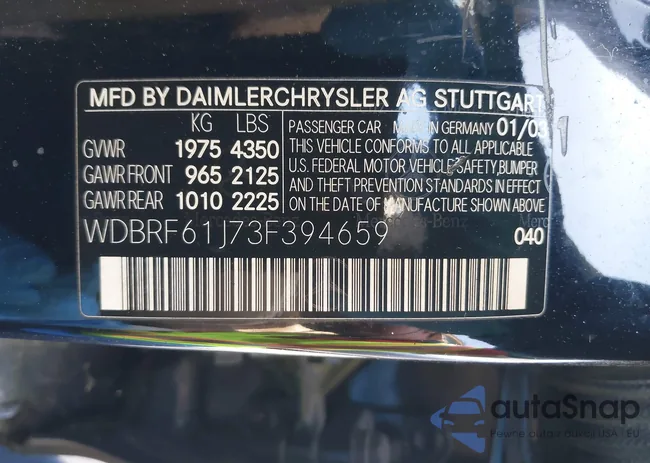 MFD BY DAIMLERCHRYSLER AG STUTTGART
KG LBS
GVWR 1975 4350
GAWR FRONT 965 2125
GAWR REAR 1010 2225
PASSENGER CAR MADE IN GERMANY 01/03
THIS VEHICLE CONFORMS TO ALL APPLICABLE
U.S. FEDERAL MOTOR VEHICLE SAFETY, BUMPER
AND THEFT PREVENTION STANDARDS IN EFFECT
ON THE DATE OF MANUFACTURE SHOWN ABOVE
WDBRF61J73F394659
040
autoSnap